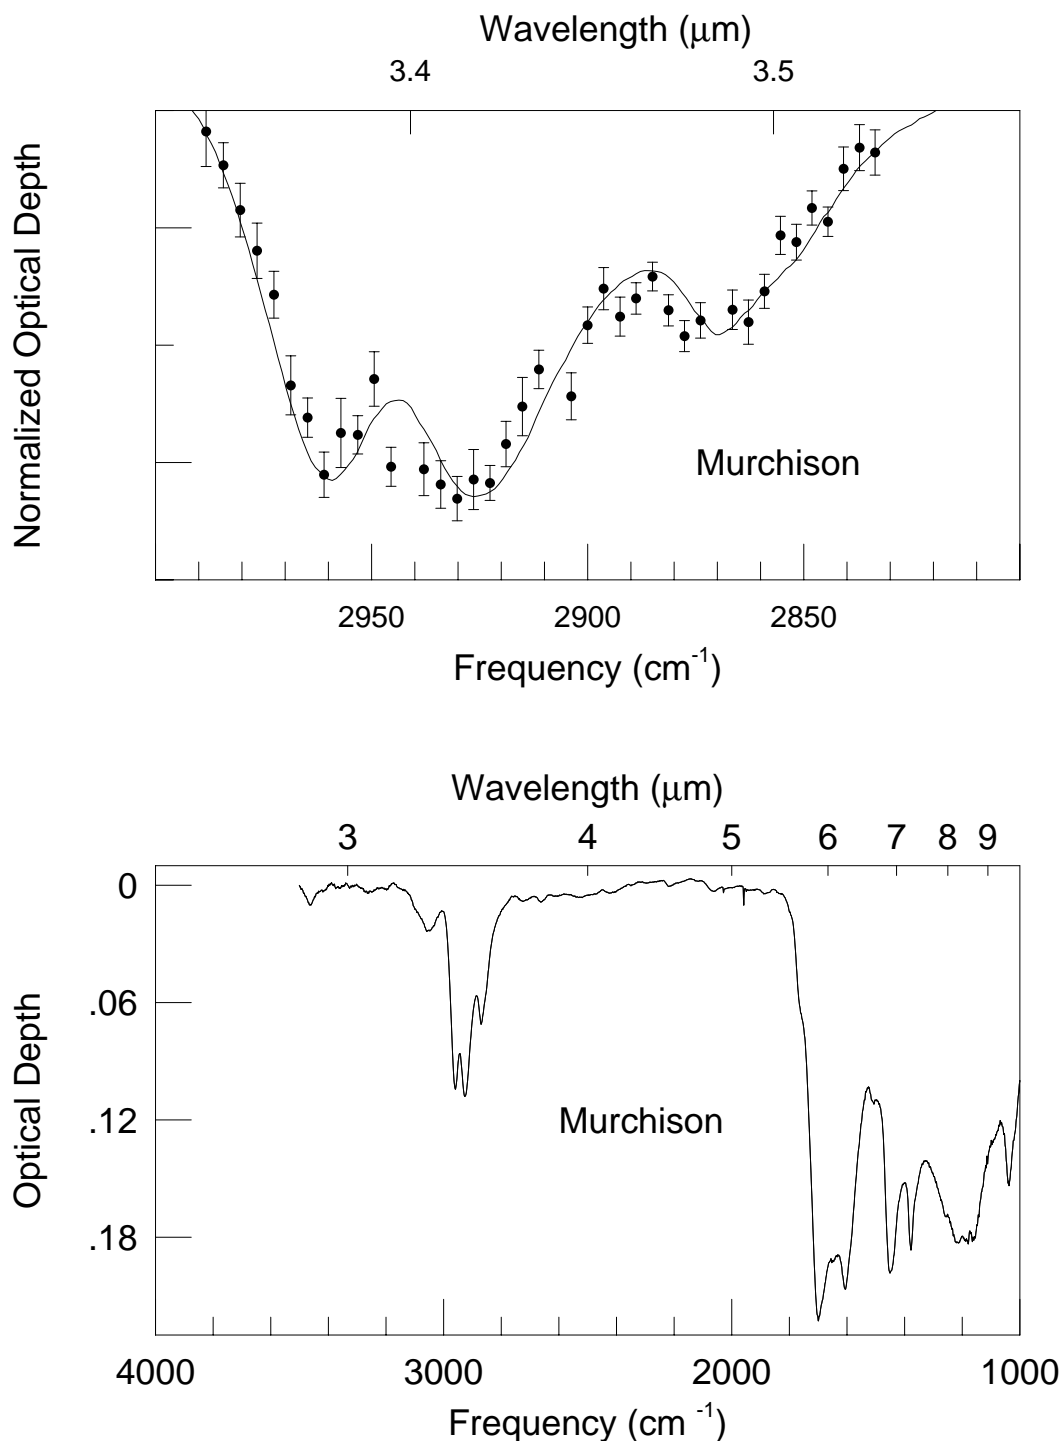 Wavelength (μm)
3.4 3.5
Normalized Optical Depth
Murchison
2950 2900 2850
Frequency (cm-1)
Wavelength (μm)
3 4 5 6 7 8 9
Optical Depth
0
.06
.12
.18
Murchison
4000 3000 2000 1000
Frequency (cm -1)